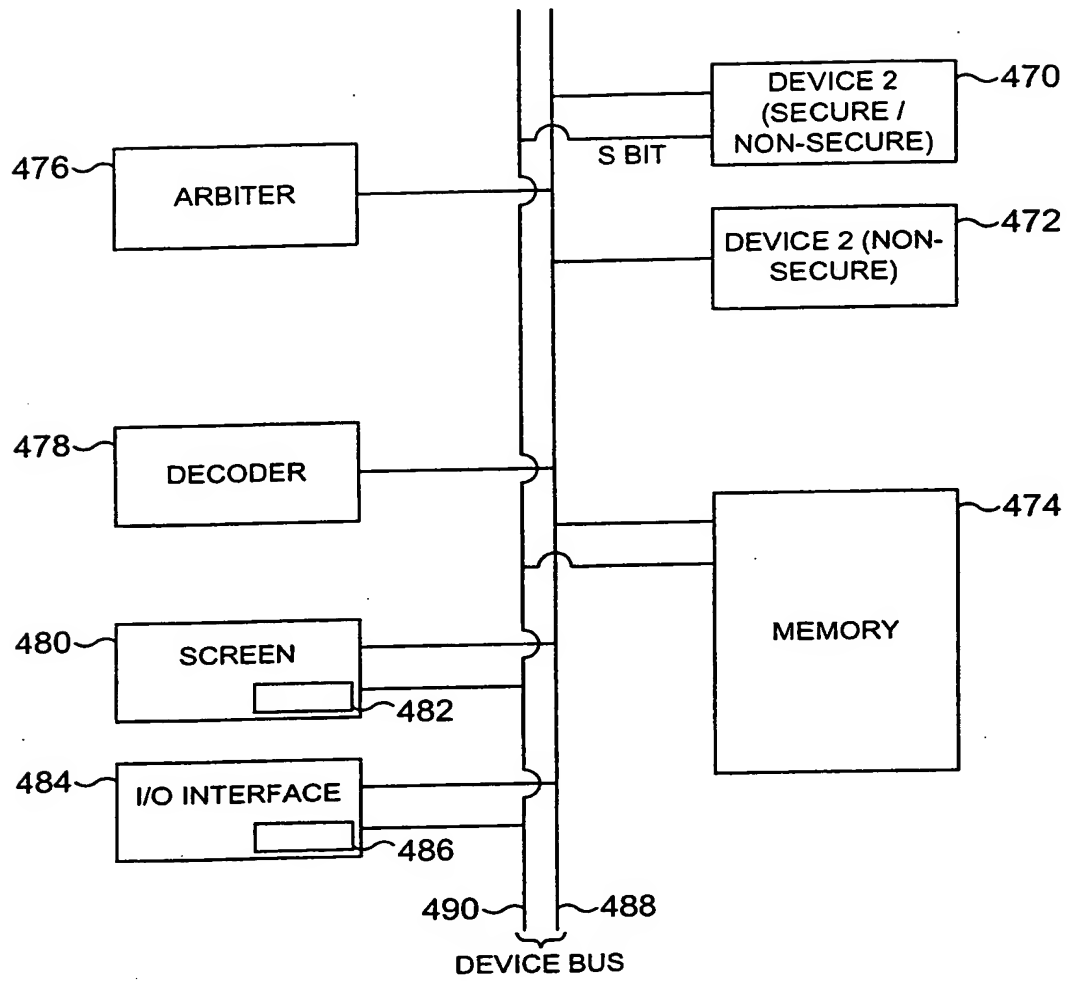 470
DEVICE 2
(SECURE /
NON-SECURE)
S BIT
476
ARBITER
472
DEVICE 2 (NON-
SECURE)
478
DECODER
474
MEMORY
480
SCREEN
482
484
I/O INTERFACE
486
490
488
DEVICE BUS